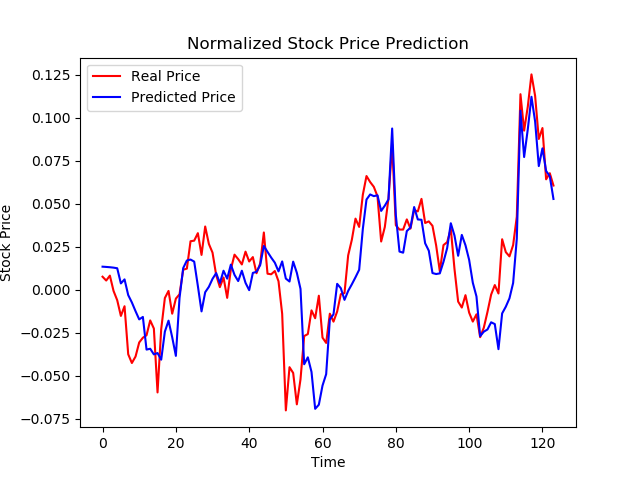 Normalized Stock Price Prediction
Real Price
Predicted Price
0.125
0.100
0.075
0.050
0.025
0.000
−0.025
−0.050
−0.075
Stock Price
0 20 40 60 80 100 120
Time